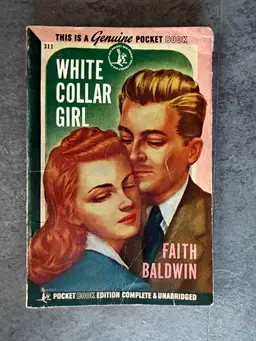 THIS IS A Genuine POCKET BOOK
311
WHITE
COLLAR
GIRL
FAITH
BALDWIN
POCKET BOOK EDITION COMPLETE & UNABRIDGED